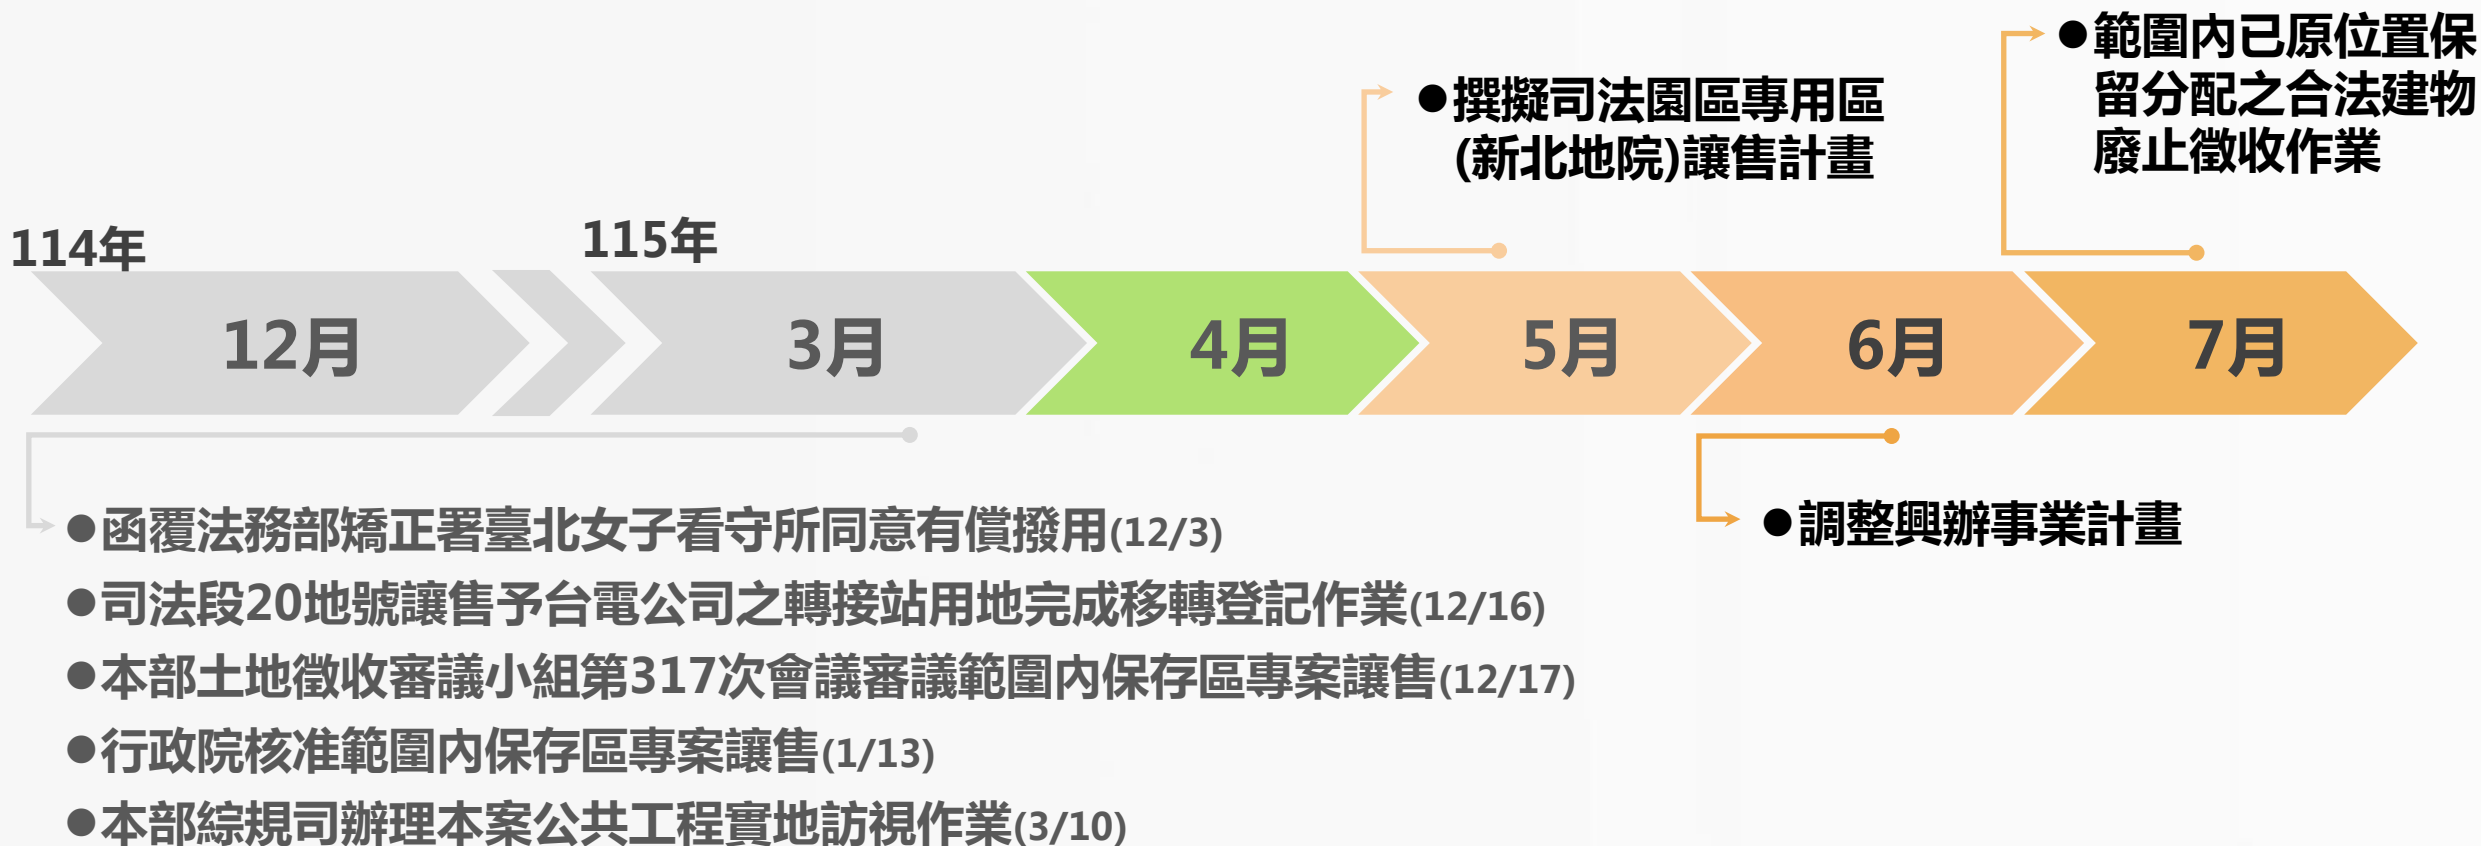 ●範圍內已原位置保
留分配之合法建物
廢止徵收作業
●撰擬司法園區專用區
(新北地院)讓售計畫
114年
115年
12月
3月
4月
5月
6月
7月
●函覆法務部矯正署臺北女子看守所同意有償撥用(12/3)
●調整興辦事業計畫
●司法段20地號讓售予台電公司之轉接站用地完成移轉登記作業(12/16)
●本部土地徵收審議小組第317次會議審議範圍內保存區專案讓售(12/17)
●行政院核准範圍內保存區專案讓售(1/13)
●本部綜規司辦理本案公共工程實地訪視作業(3/10)